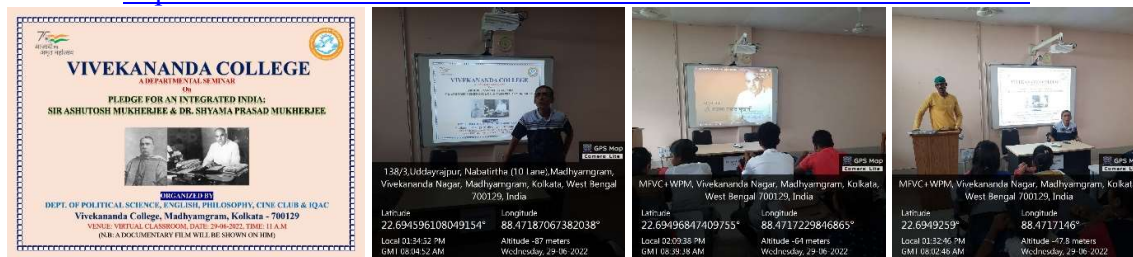 आज़ादी का
अमृत महोत्सव
VIVEKANANDA COLLEGE
A DEPARTMENTAL SEMINAR
On
PLEDGE FOR AN INTEGRATED INDIA:
SIR ASHUTOSH MUKHERJEE & DR. SHYAMA PRASAD MUKHERJEE
ORGANIZED BY
DEPT. OF POLITICAL SCIENCE, ENGLISH, PHILOSOPHY, CINE CLUB & IQAC
Vivekananda College, Madhyamgram, Kolkata - 700129
VENUE: VIRTUAL CLASSROOM, DATE: 29-06-2022, TIME: 11 A.M
(N.B: A DOCUMENTARY FILM WILL BE SHOWN ON HIM)
VIVEKANANDA COLLEGE
GPS Map
Camera Lite
138/3,Uddayrajpur, Nabatirtha (10 Lane),Madhyamgram,
Vivekananda Nagar, Madhyamgram, Kolkata, West Bengal
700129, India
Latitude
22.694596108049154°
Longitude
88.47187067382038°
Local 01:34:52 PM
GMT 08:04:52 AM
Altitude -87 meters
Wednesday, 29-06-2022
GPS Map
Camera Lite
MFVC+WPM, Vivekananda Nagar, Madhyamgram, Kolkata,
West Bengal 700129, India
Latitude
22.69496847409755°
Longitude
88.4717229846865°
Local 02:09:38 PM
GMT 08:39:38 AM
Altitude -64 meters
Wednesday, 29-06-2022
GPS Map
Camera Lite
MFVC+WPM, Vivekananda Nagar, Madhyamgram, Kolkata,
West Bengal 700129, India
Latitude
22.6949259°
Longitude
88.4717146°
Local 01:32:46 PM
GMT 08:02:46 AM
Altitude -47.8 meters
Wednesday, 29-06-2022